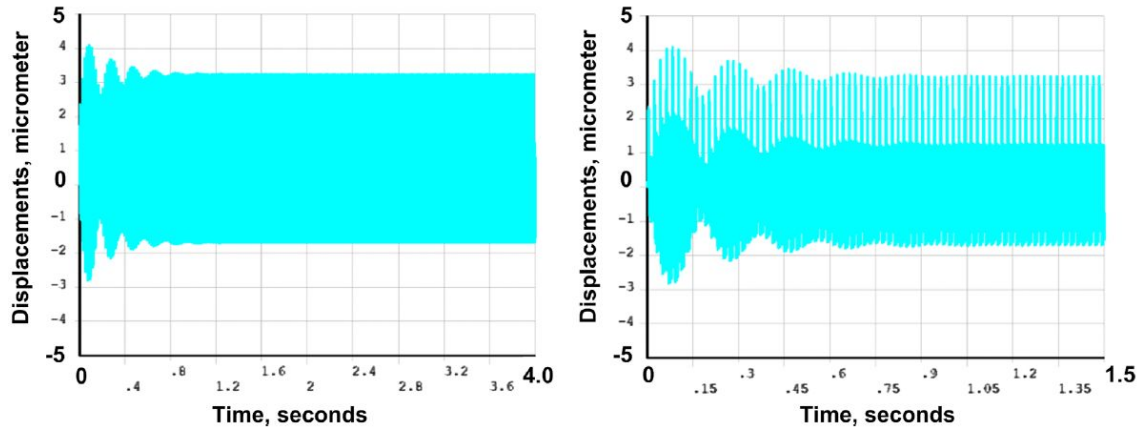 Displacements, micrometer
5
4
3
2
1
0
-1
-2
-3
-4
-5
0 .8 1.6 2.4 3.2 4.0
.4 1.2 2 2.8 3.6
Time, seconds
Displacements, micrometer
5
4
3
2
1
0
-1
-2
-3
-4
-5
0 .3 .6 .9 1.2 1.5
.15 .45 .75 1.05 1.35
Time, seconds